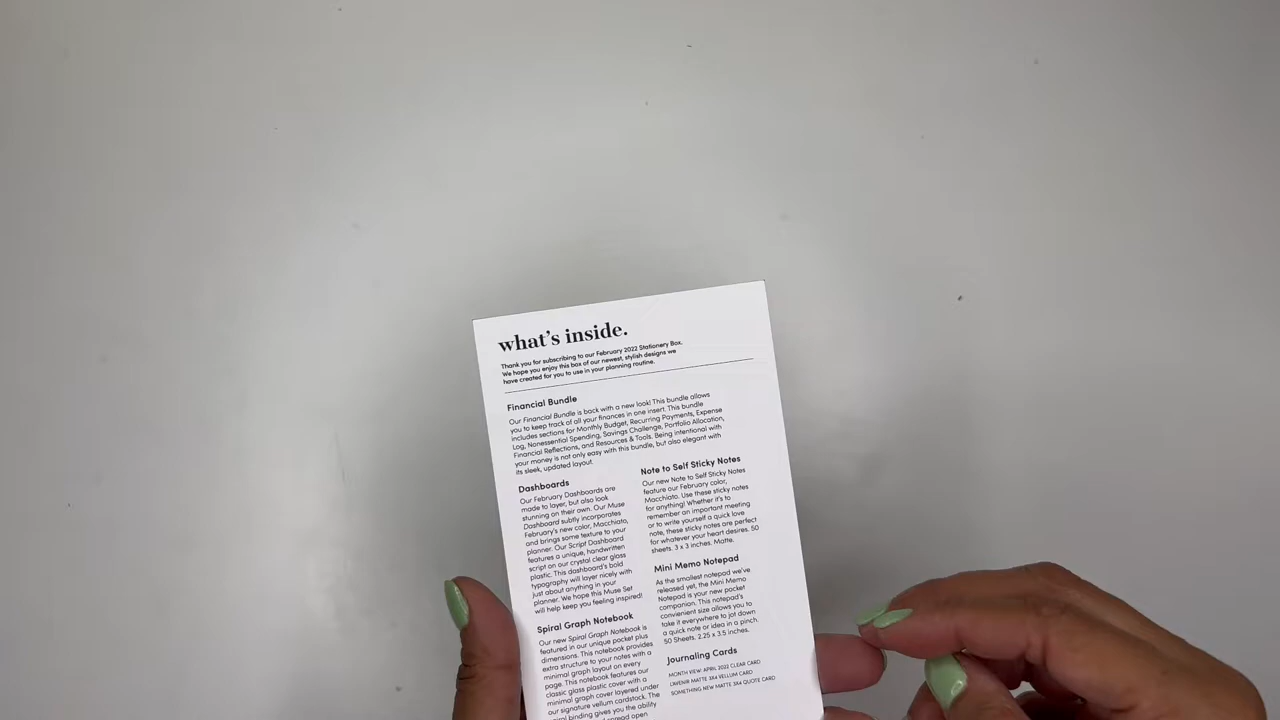 what's inside.
Thank you for subscribing to our February 2022 Stationery Box.
We hope you enjoy this box of our newest, stylish designs we
have created for you to use in your planning routine.
Financial Bundle
Our Financial Bundle is back with a new look! This bundle allows
you to keep track of all your finances in one insert. This bundle
includes sections for Monthly Budget, Recurring Payments, Expense
Log, Nonessential Spending, Savings Challenge, Portfolio Allocation,
Financial Reflections, and Resources & Tools. Being intentional with
your money is not only easy with this bundle, but also elegant with
its sleek, updated layout.
Dashboards
Our February Dashboards are
made to layer, but also look
stunning on their own. Our Muse
Dashboard subtly incorporates
February's new color, Macchiato,
and brings some texture to your
planner. Our Script Dashboard
features a unique, handwritten
script on our crystal clear glass
plastic. This dashboard's bold
typography will layer nicely with
just about anything in your
planner. We hope this Muse Set
will help keep you feeling inspired!
Spiral Graph Notebook
Our new Spiral Graph Notebook is
featured in our unique pocket plus
dimensions. This notebook provides
extra structure to your notes with a
minimal graph layout on every
page. This notebook features our
classic glass plastic cover with a
minimal graph cover layered under
our signature vellum cardstock. The
binding gives you the ability
spread open
Note to Self Sticky Notes
Our new Note to Self Sticky Notes
feature our February color,
Macchiato. Use these sticky notes
for anything! Whether it's to
remember an important meeting
or to write yourself a quick love
note, these sticky notes are perfect
for whatever your heart desires. 50
sheets. 3 x 3 inches. Matte.
Mini Memo Notepad
As the smallest notepad we've
released yet, the Mini Memo
Notepad is your new pocket
companion. This notepad's
convenient size allows you to
take it everywhere to jot down
a quick note or idea in a pinch.
50 Sheets. 2.25 x 3.5 inches.
Journaling Cards
MONTH VIEW: APRIL 2022 CLEAR CARD
L'AVENIR MATTE 3X4 VELLUM CARD
SOMETHING NEW MATTE 3X4 QUOTE CARD